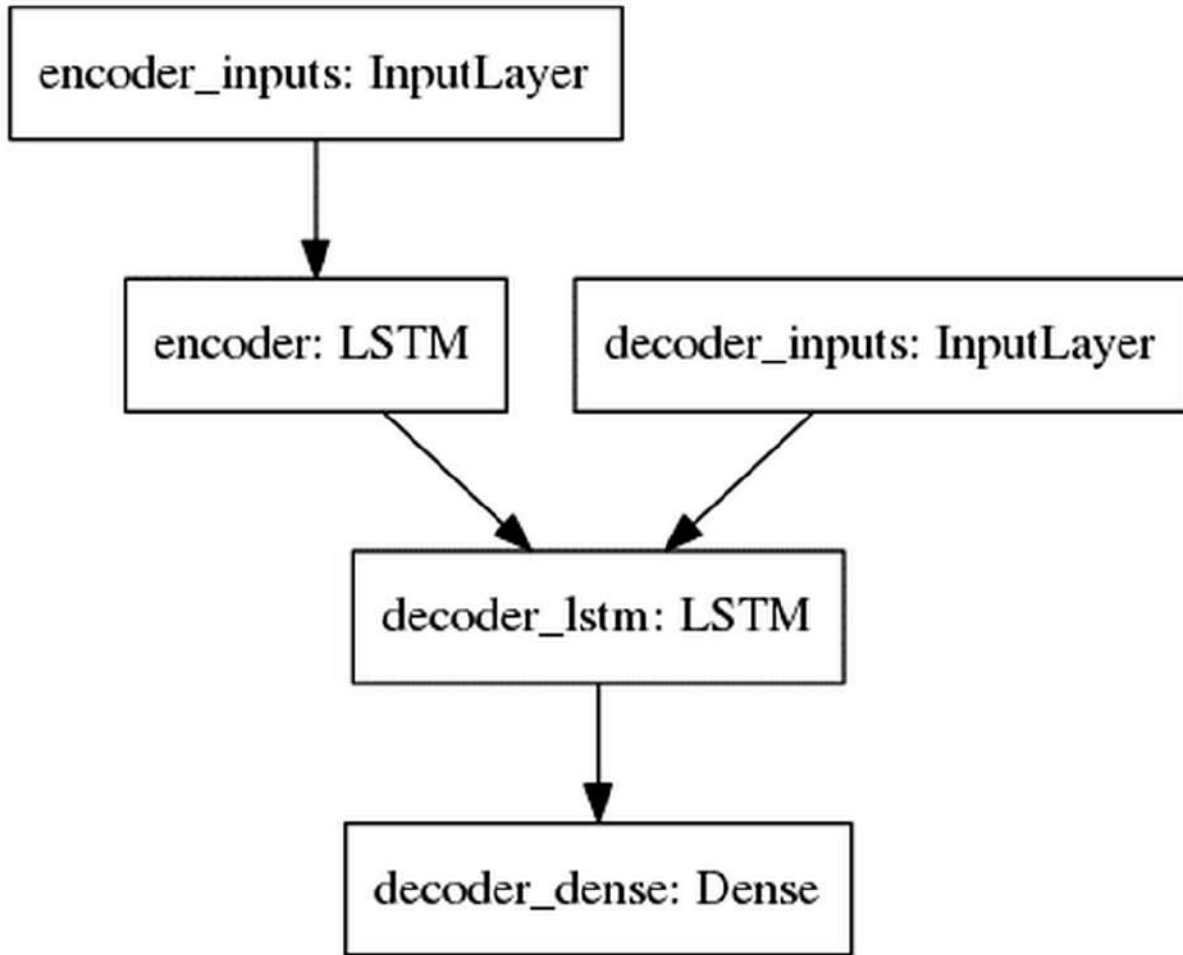 encoder_inputs: InputLayer
encoder: LSTM
decoder_inputs: InputLayer
decoder_lstm: LSTM
decoder_dense: Dense